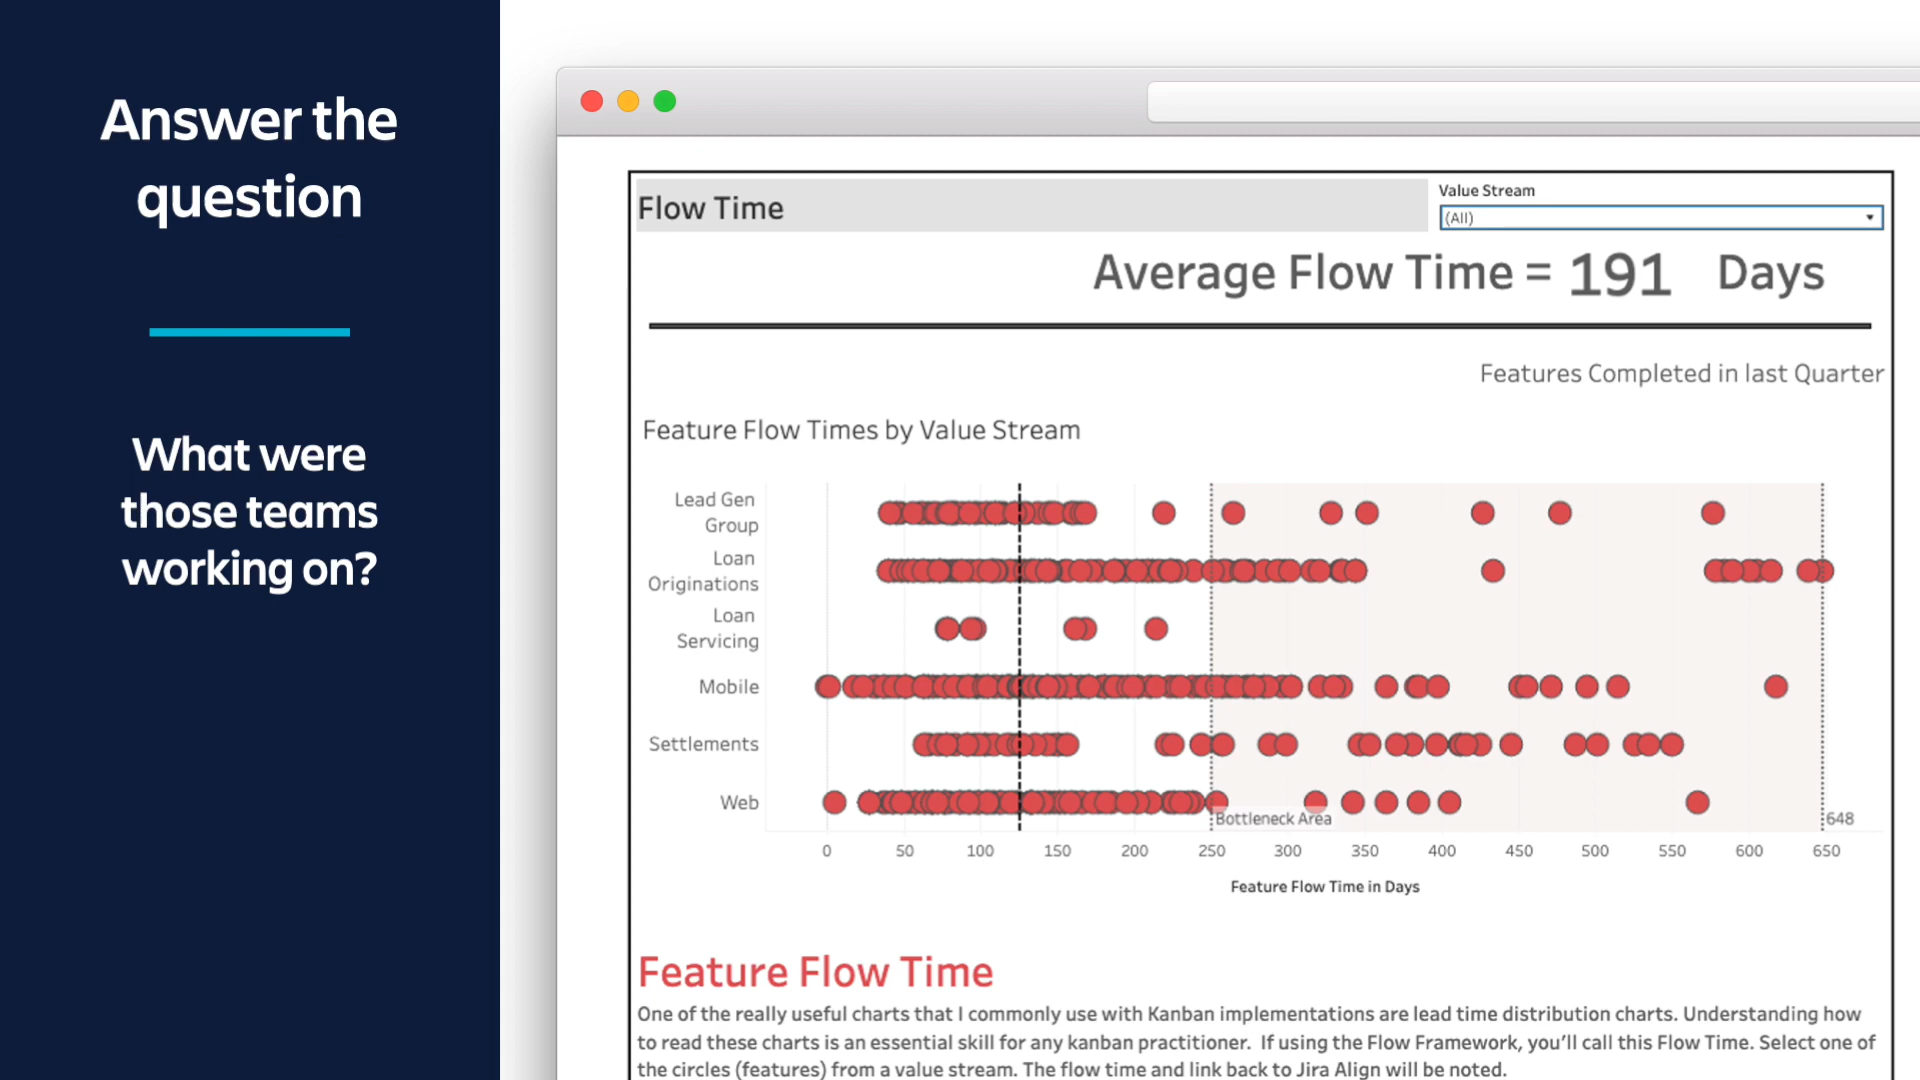 Answer the
question
What were
those teams
working on?
Flow Time
Value Stream
(All)
Average Flow Time = 191 Days
Features Completed in last Quarter
Feature Flow Times by Value Stream
Lead Gen
Group
Loan
Originations
Loan
Servicing
Mobile
Settlements
Web
Bottleneck Area
648
0 50 100 150 200 250 300 350 400 450 500 550 600 650
Feature Flow Time in Days
Feature Flow Time
One of the really useful charts that I commonly use with Kanban implementations are lead time distribution charts. Understanding how
to read these charts is an essential skill for any kanban practitioner. If using the Flow Framework, you'll call this Flow Time. Select one of
the circles (features) from a value stream. The flow time and link back to Jira Align will be noted.